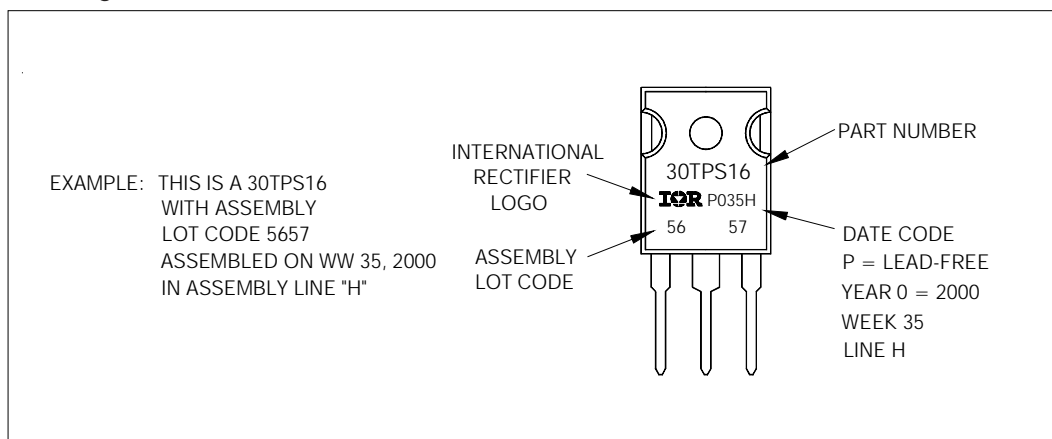 EXAMPLE: THIS IS A 30TPS16
WITH ASSEMBLY
LOT CODE 5657
ASSEMBLED ON WW 35, 2000
IN ASSEMBLY LINE "H"
INTERNATIONAL
RECTIFIER
LOGO
ASSEMBLY
LOT CODE
30TPS16
IOR P035H
56 57
PART NUMBER
DATE CODE
P = LEAD-FREE
YEAR 0 = 2000
WEEK 35
LINE H